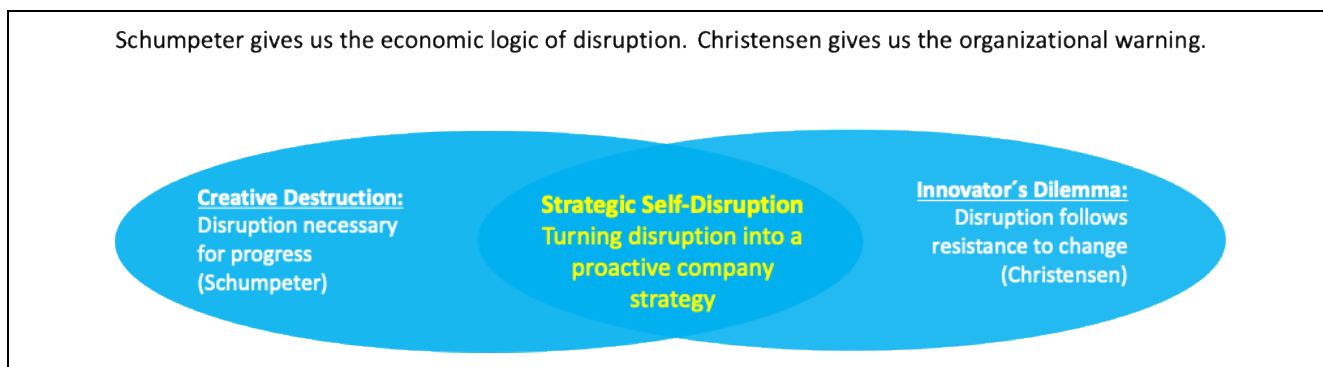 Schumpeter gives us the economic logic of disruption. Christensen gives us the organizational warning.
Creative Destruction:
Disruption necessary
for progress
(Schumpeter)
Strategic Self-Disruption
Turning disruption into a
proactive company
strategy
Innovator´s Dilemma:
Disruption follows
resistance to change
(Christensen)